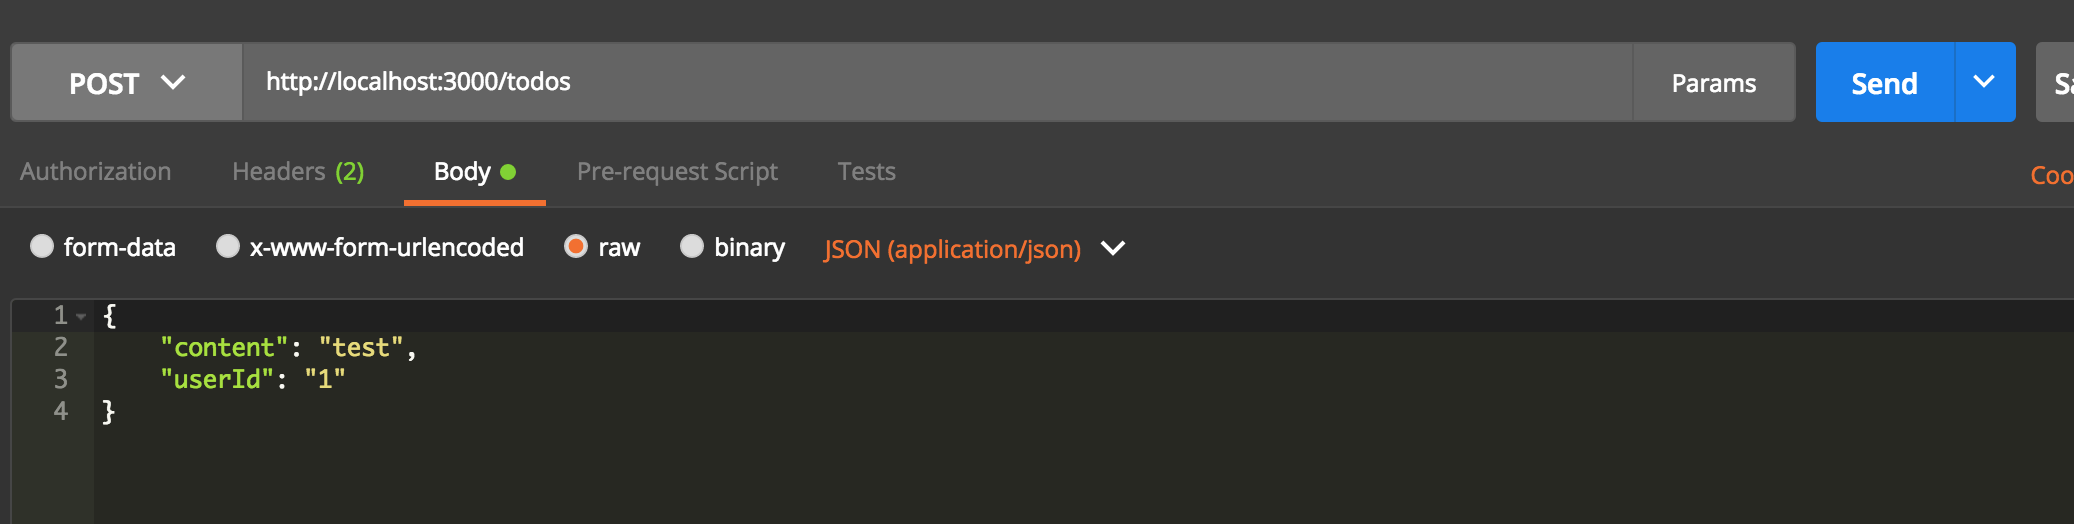 POST http://localhost:3000/todos Params Send Sa
Authorization Headers (2) Body Pre-request Script Tests Coo
form-data x-www-form-urlencoded raw binary JSON (application/json)
1 {
2 "content": "test",
3 "userId": "1"
4 }